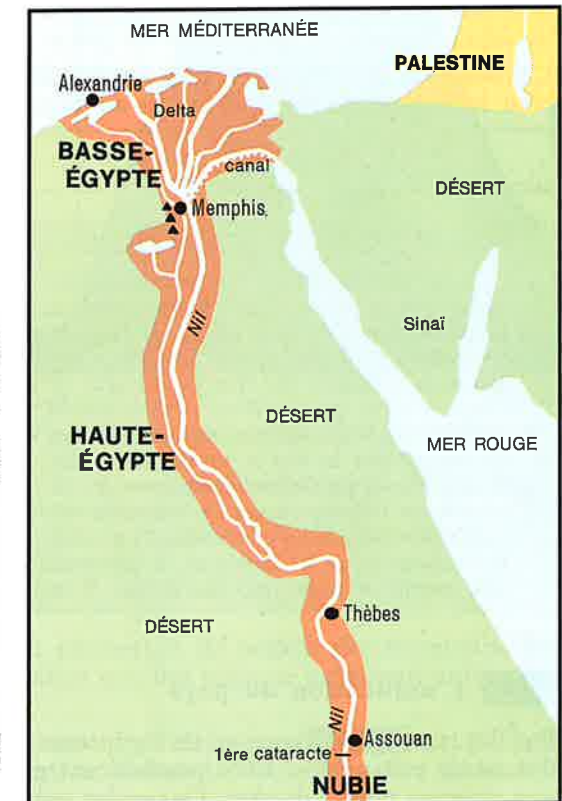 MER MÉDITERRANÉE
PALESTINE
Alexandrie
Delta
BASSE-
ÉGYPTE
canal
DÉSERT
Memphis
Nil
Sinaï
DÉSERT
HAUTE-
ÉGYPTE
MER ROUGE
Thèbes
DÉSERT
Nil
Assouan
1ère cataracte
NUBIE